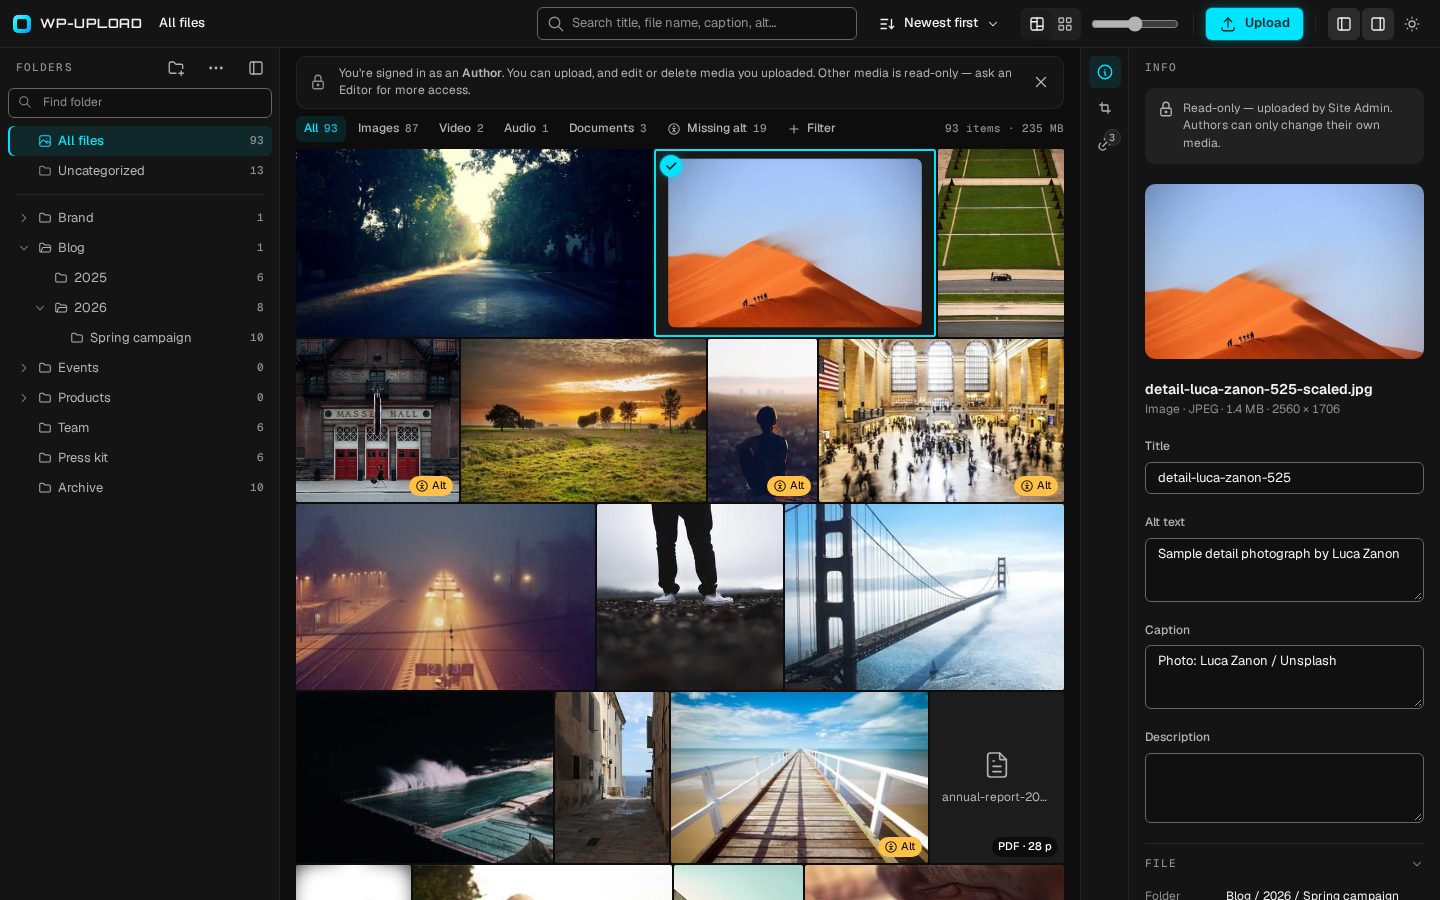 WP-UPLOAD
All files
Search title, file name, caption, alt...
Newest first
Upload
FOLDERS
Find folder
All files 93
Uncategorized 13
Brand 1
Blog 1
2025 6
2026 8
Spring campaign 10
Events 0
Products 0
Team 6
Press kit 6
Archive 10
You're signed in as an Author. You can upload, and edit or delete media you uploaded. Other media is read-only — ask an
Editor for more access.
All 93
Images 87
Video 2
Audio 1
Documents 3
Missing alt 19
Filter
93 items · 235 MB
MASSEY HALL
Alt
Alt
Alt
Alt
annual-report-20...
PDF · 28 p
3
INFO
Read-only — uploaded by Site Admin.
Authors can only change their own
media.
detail-luca-zanon-525-scaled.jpg
Image · JPEG · 1.4 MB · 2560 × 1706
Title
detail-luca-zanon-525
Alt text
Sample detail photograph by Luca Zanon
Caption
Photo: Luca Zanon / Unsplash
Description
FILE
Folder Blog / 2026 / Spring campaign